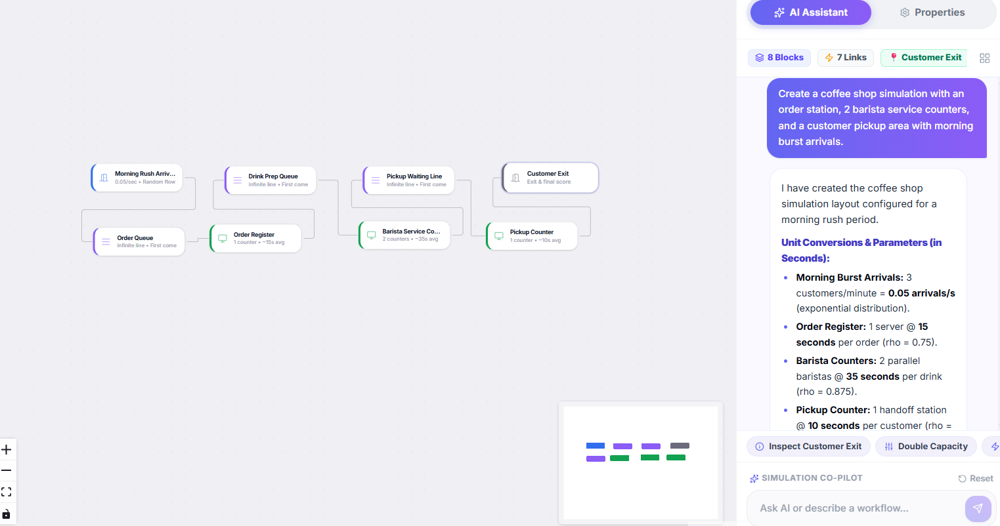 AI Assistant
Properties
8 Blocks
7 Links
Customer Exit
Create a coffee shop simulation with an
order station, 2 barista service counters,
and a customer pickup area with morning
burst arrivals.
I have created the coffee shop
simulation layout configured for a
morning rush period.
Unit Conversions & Parameters (in
Seconds):
• Morning Burst Arrivals: 3
customers/minute = 0.05 arrivals/s
(exponential distribution).
• Order Register: 1 server @ 15
seconds per order (rho = 0.75).
• Barista Counters: 2 parallel
baristas @ 35 seconds per drink
(rho = 0.875).
• Pickup Counter: 1 handoff station
@ 10 seconds per customer (rho =
Inspect Customer Exit
Double Capacity
SIMULATION CO-PILOT
Reset
Ask AI or describe a workflow...
Morning Rush Arriv...
0.05/sec • Random flow
Order Queue
Infinite line • First come
Drink Prep Queue
Infinite line • First come
Order Register
1 counter • ~15s avg
Pickup Waiting Line
Infinite line • First come
Barista Service Co...
2 counters • ~35s avg
Customer Exit
Exit & final score
Pickup Counter
1 counter • ~10s avg